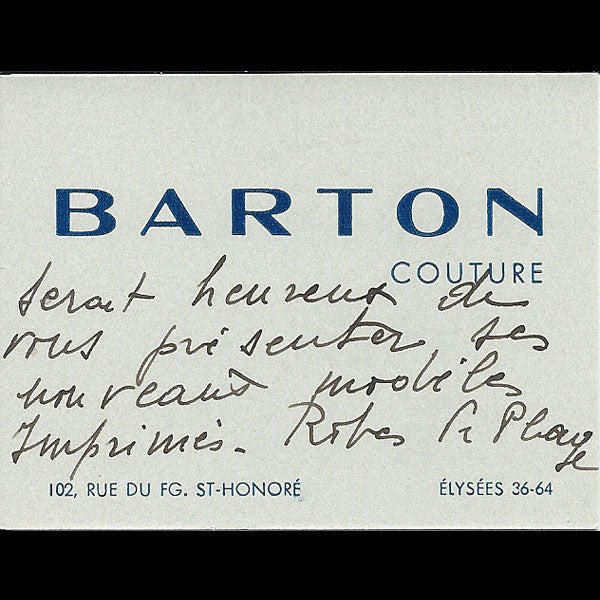 BARTON
COUTURE
serait heureux de
vous présenter ses
nouveaux modèles
Imprimés. Robes de Plage
102, RUE DU FG. ST-HONORÉ
ÉLYSÉES 36-64